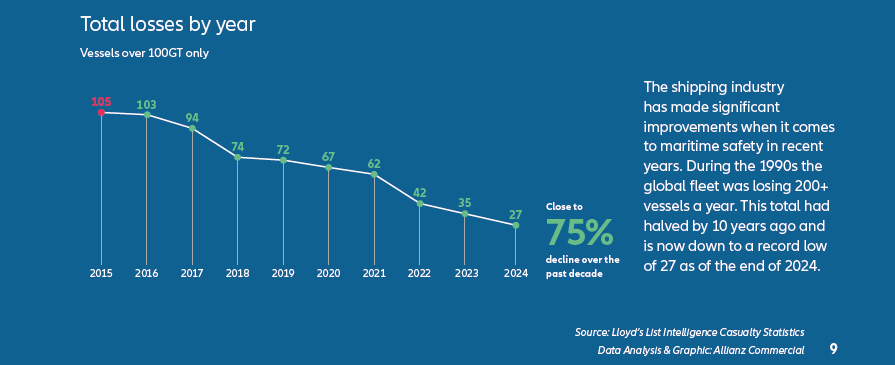 Total losses by year
Vessels over 100GT only
105
103
94
74
72
67
62
42
35
27
2015
2016
2017
2018
2019
2020
2021
2022
2023
2024
Close to
75%
decline over the
past decade
The shipping industry
has made significant
improvements when it comes
to maritime safety in recent
years. During the 1990s the
global fleet was losing 200+
vessels a year. This total had
halved by 10 years ago and
is now down to a record low
of 27 as of the end of 2024.
Source: Lloyd's List Intelligence Casualty Statistics
Data Analysis & Graphic: Allianz Commercial
9